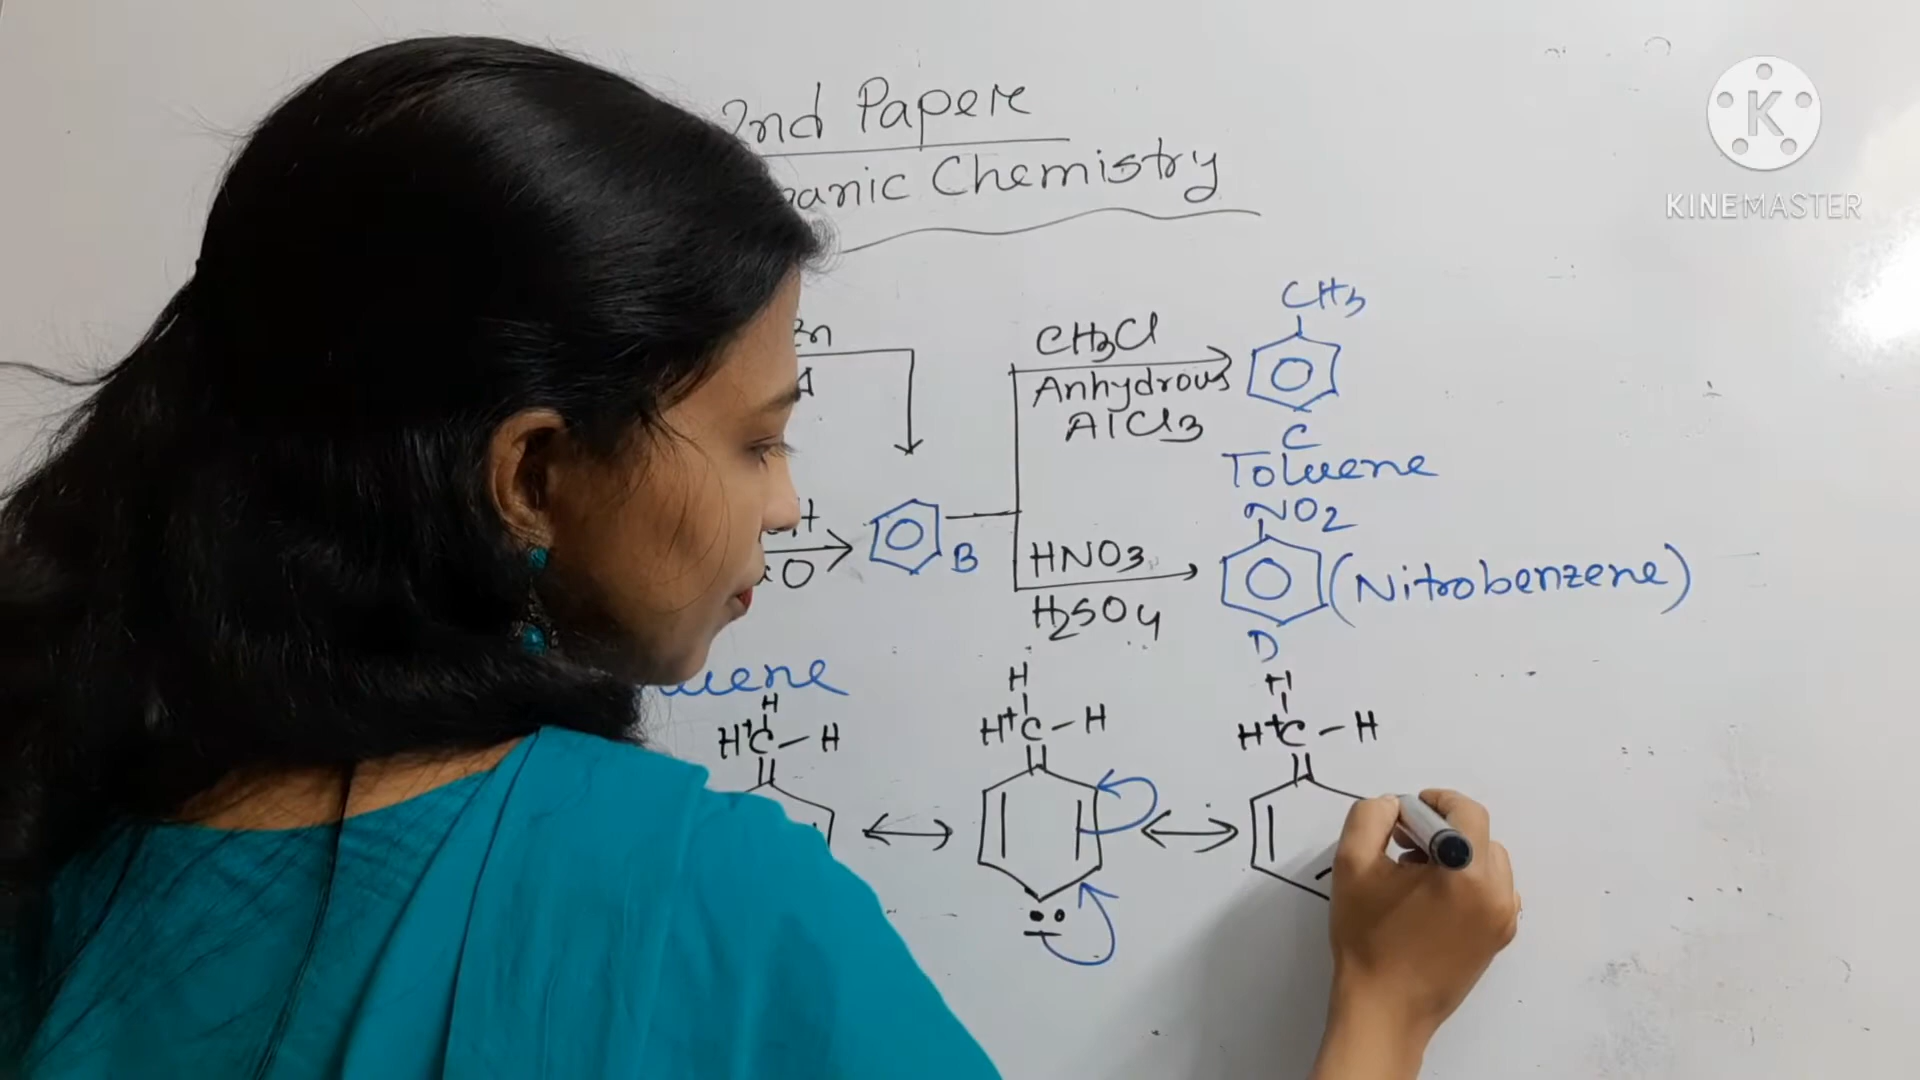 2nd Paper
Chemistry
KINEMASTER
CH3Cl
Anhydrous
AlCl3
CH3
C
Toluene
B
HNO3
H2SO4
NO2
(Nitrobenzene)
D
H
H+C-H
H
H+C-H
H
H+C-H